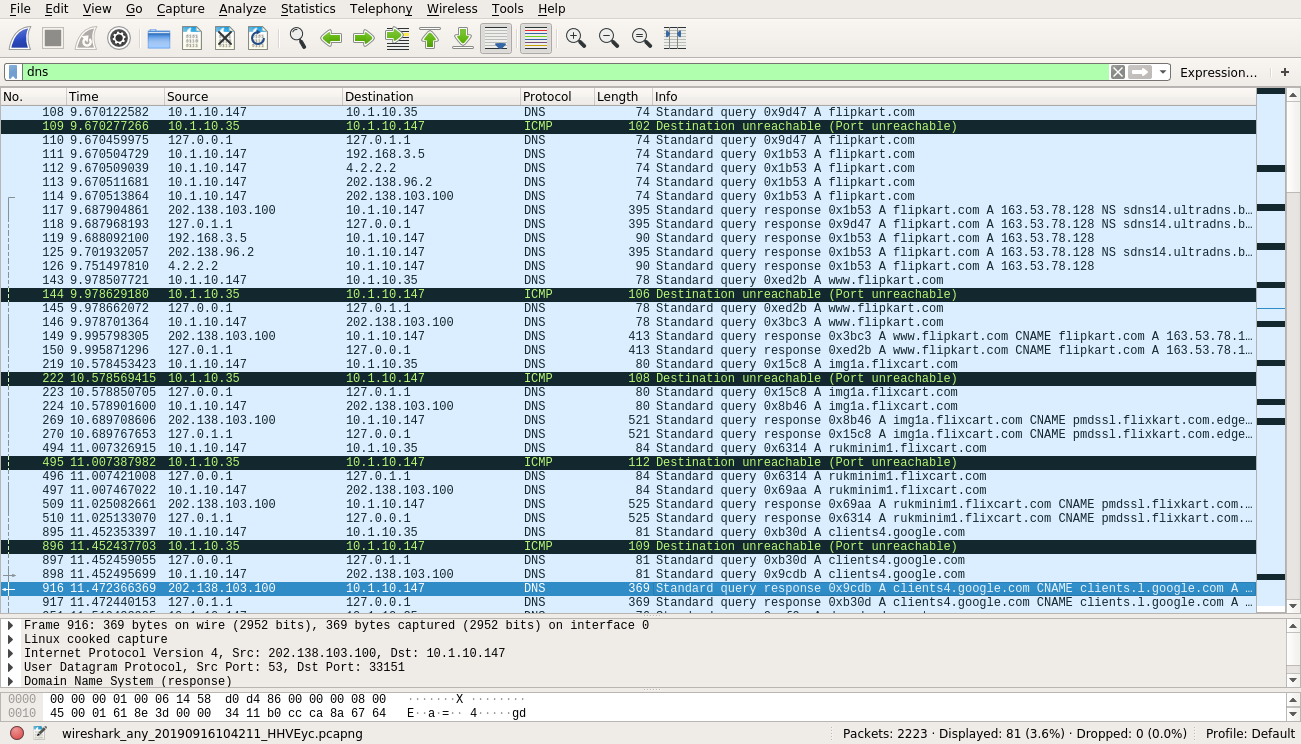 File Edit View Go Capture Analyze Statistics Telephony Wireless Tools Help
dns Expression… +
No. Time Source Destination Protocol Length Info
108 9.670122582 10.1.10.147 10.1.10.35 DNS 74 Standard query 0x9d47 A flipkart.com
109 9.670277266 10.1.10.35 10.1.10.147 ICMP 102 Destination unreachable (Port unreachable)
110 9.670459975 127.0.0.1 127.0.1.1 DNS 74 Standard query 0x9d47 A flipkart.com
111 9.670504729 10.1.10.147 192.168.3.5 DNS 74 Standard query 0x1b53 A flipkart.com
112 9.670509039 10.1.10.147 4.2.2.2 DNS 74 Standard query 0x1b53 A flipkart.com
113 9.670511681 10.1.10.147 202.138.96.2 DNS 74 Standard query 0x1b53 A flipkart.com
114 9.670513864 10.1.10.147 202.138.103.100 DNS 74 Standard query 0x1b53 A flipkart.com
117 9.687904861 202.138.103.100 10.1.10.147 DNS 395 Standard query response 0x1b53 A flipkart.com A 163.53.78.128 NS sdns14.ultradns.b…
118 9.687968193 127.0.1.1 127.0.0.1 DNS 395 Standard query response 0x9d47 A flipkart.com A 163.53.78.128 NS sdns14.ultradns.b…
119 9.688092100 192.168.3.5 10.1.10.147 DNS 90 Standard query response 0x1b53 A flipkart.com A 163.53.78.128
125 9.701932057 202.138.96.2 10.1.10.147 DNS 395 Standard query response 0x1b53 A flipkart.com A 163.53.78.128 NS sdns14.ultradns.b…
126 9.751497810 4.2.2.2 10.1.10.147 DNS 90 Standard query response 0x1b53 A flipkart.com A 163.53.78.128
143 9.978507721 10.1.10.147 10.1.10.35 DNS 78 Standard query 0xed2b A www.flipkart.com
144 9.978629180 10.1.10.35 10.1.10.147 ICMP 106 Destination unreachable (Port unreachable)
145 9.978662072 127.0.0.1 127.0.1.1 DNS 78 Standard query 0xed2b A www.flipkart.com
146 9.978701364 10.1.10.147 202.138.103.100 DNS 78 Standard query 0x3bc3 A www.flipkart.com
149 9.995798305 202.138.103.100 10.1.10.147 DNS 413 Standard query response 0x3bc3 A www.flipkart.com CNAME flipkart.com A 163.53.78.1…
150 9.995871296 127.0.1.1 127.0.0.1 DNS 413 Standard query response 0xed2b A www.flipkart.com CNAME flipkart.com A 163.53.78.1…
219 10.578453423 10.1.10.147 10.1.10.35 DNS 80 Standard query 0x15c8 A img1a.flixcart.com
222 10.578569415 10.1.10.35 10.1.10.147 ICMP 108 Destination unreachable (Port unreachable)
223 10.578850705 127.0.0.1 127.0.1.1 DNS 80 Standard query 0x15c8 A img1a.flixcart.com
224 10.578901600 10.1.10.147 202.138.103.100 DNS 80 Standard query 0x8b46 A img1a.flixcart.com
269 10.689708606 202.138.103.100 10.1.10.147 DNS 521 Standard query response 0x8b46 A img1a.flixcart.com CNAME pmdssl.flixkart.com.edge…
270 10.689767653 127.0.1.1 127.0.0.1 DNS 521 Standard query response 0x15c8 A img1a.flixcart.com CNAME pmdssl.flixkart.com.edge…
494 11.007326915 10.1.10.147 10.1.10.35 DNS 84 Standard query 0x6314 A rukminim1.flixcart.com
495 11.007387982 10.1.10.35 10.1.10.147 ICMP 112 Destination unreachable (Port unreachable)
496 11.007421008 127.0.0.1 127.0.1.1 DNS 84 Standard query 0x6314 A rukminim1.flixcart.com
497 11.007467022 10.1.10.147 202.138.103.100 DNS 84 Standard query 0x69aa A rukminim1.flixcart.com
509 11.025082661 202.138.103.100 10.1.10.147 DNS 525 Standard query response 0x69aa A rukminim1.flixcart.com CNAME pmdssl.flixkart.com.…
510 11.025133070 127.0.1.1 127.0.0.1 DNS 525 Standard query response 0x6314 A rukminim1.flixcart.com CNAME pmdssl.flixkart.com.…
895 11.452353397 10.1.10.147 10.1.10.35 DNS 81 Standard query 0xb30d A clients4.google.com
896 11.452437703 10.1.10.35 10.1.10.147 ICMP 109 Destination unreachable (Port unreachable)
897 11.452459055 127.0.0.1 127.0.1.1 DNS 81 Standard query 0xb30d A clients4.google.com
898 11.452495699 10.1.10.147 202.138.103.100 DNS 81 Standard query 0x9cdb A clients4.google.com
916 11.472366369 202.138.103.100 10.1.10.147 DNS 369 Standard query response 0x9cdb A clients4.google.com CNAME clients.l.google.com A …
917 11.472440153 127.0.1.1 127.0.0.1 DNS 369 Standard query response 0xb30d A clients4.google.com CNAME clients.l.google.com A …
Frame 916: 369 bytes on wire (2952 bits), 369 bytes captured (2952 bits) on interface 0
Linux cooked capture
Internet Protocol Version 4, Src: 202.138.103.100, Dst: 10.1.10.147
User Datagram Protocol, Src Port: 53, Dst Port: 33151
Domain Name System (response)
0000 00 00 00 01 00 06 14 58 d0 d4 86 00 00 00 08 00 ·······X ········
0010 45 00 01 61 8e 3d 00 00 34 11 b0 cc ca 8a 67 64 E··a·=·· 4·····gd
wireshark_any_20190916104211_HHVEyc.pcapng Packets: 2223 · Displayed: 81 (3.6%) · Dropped: 0 (0.0%) Profile: Default